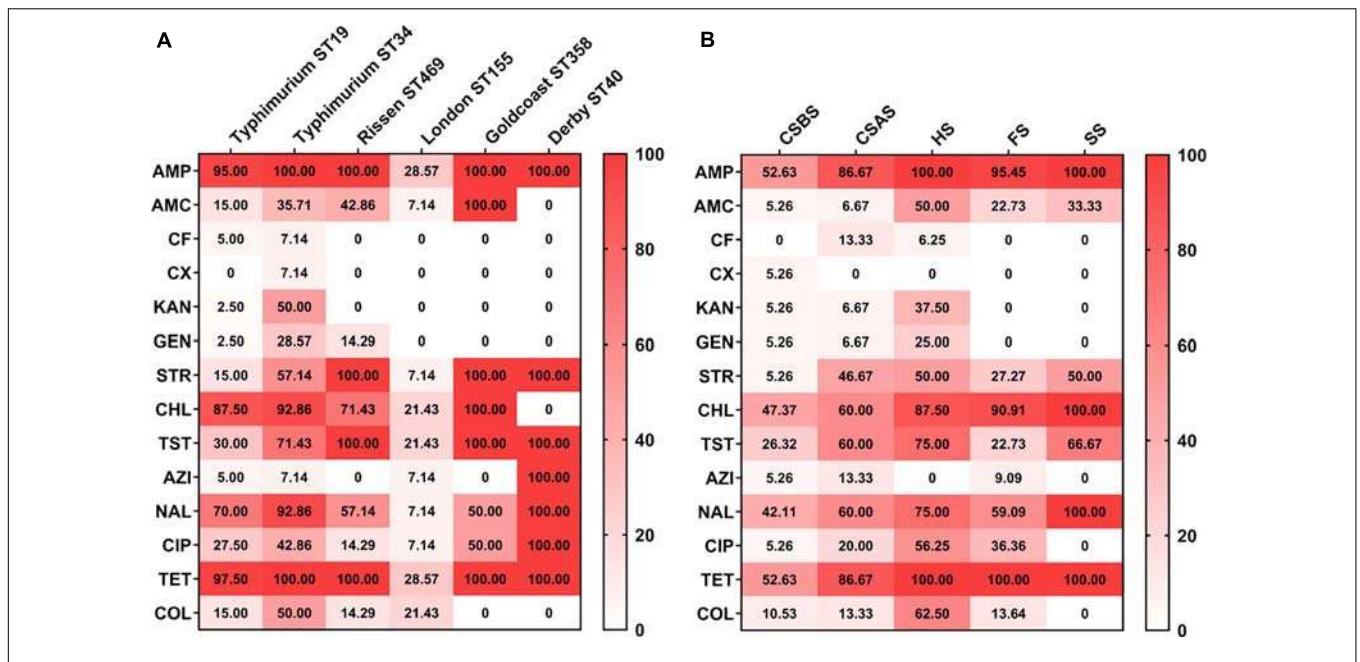 A
Typhimurium ST19
Typhimurium ST34
Rissen ST469
London ST155
Goldcoast ST358
Derby ST40
AMP 95.00 100.00 100.00 28.57 100.00 100.00
AMC 15.00 35.71 42.86 7.14 100.00 0
CF 5.00 7.14 0 0 0 0
CX 0 7.14 0 0 0 0
KAN 2.50 50.00 0 0 0 0
GEN 2.50 28.57 14.29 0 0 0
STR 15.00 57.14 100.00 7.14 100.00 100.00
CHL 87.50 92.86 71.43 21.43 100.00 0
TST 30.00 71.43 100.00 21.43 100.00 100.00
AZI 5.00 7.14 0 7.14 0 100.00
NAL 70.00 92.86 57.14 7.14 50.00 100.00
CIP 27.50 42.86 14.29 7.14 50.00 100.00
TET 97.50 100.00 100.00 28.57 100.00 100.00
COL 15.00 50.00 14.29 21.43 0 0
100
80
60
40
20
0
B
CSBS
CSAS
HS
FS
SS
AMP 52.63 86.67 100.00 95.45 100.00
AMC 5.26 6.67 50.00 22.73 33.33
CF 0 13.33 6.25 0 0
CX 5.26 0 0 0 0
KAN 5.26 6.67 37.50 0 0
GEN 5.26 6.67 25.00 0 0
STR 5.26 46.67 50.00 27.27 50.00
CHL 47.37 60.00 87.50 90.91 100.00
TST 26.32 60.00 75.00 22.73 66.67
AZI 5.26 13.33 0 9.09 0
NAL 42.11 60.00 75.00 59.09 100.00
CIP 5.26 20.00 56.25 36.36 0
TET 52.63 86.67 100.00 100.00 100.00
COL 10.53 13.33 62.50 13.64 0
100
80
60
40
20
0